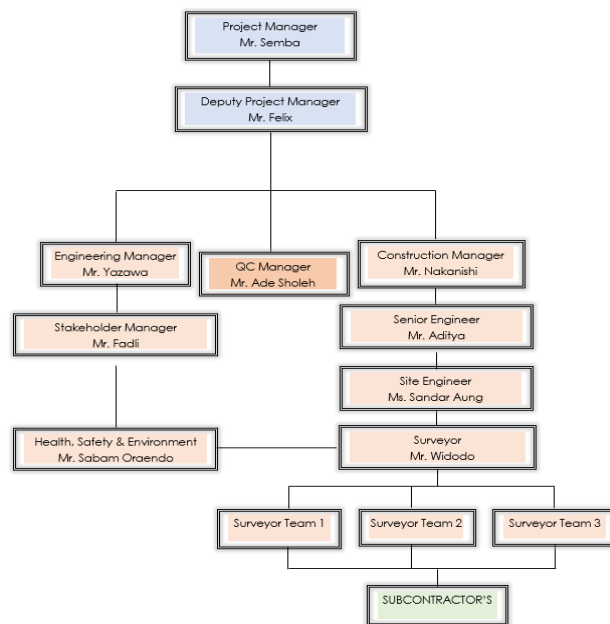 Project Manager
Mr. Semba
Deputy Project Manager
Mr. Felix
Engineering Manager
Mr. Yazawa
QC Manager
Mr. Ade Sholeh
Construction Manager
Mr. Nakanishi
Stakeholder Manager
Mr. Fadli
Senior Engineer
Mr. Aditya
Site Engineer
Ms. Sandar Aung
Health, Safety & Environment
Mr. Sabam Oraendo
Surveyor
Mr. Widodo
Surveyor Team 1
Surveyor Team 2
Surveyor Team 3
SUBCONTRACTOR'S